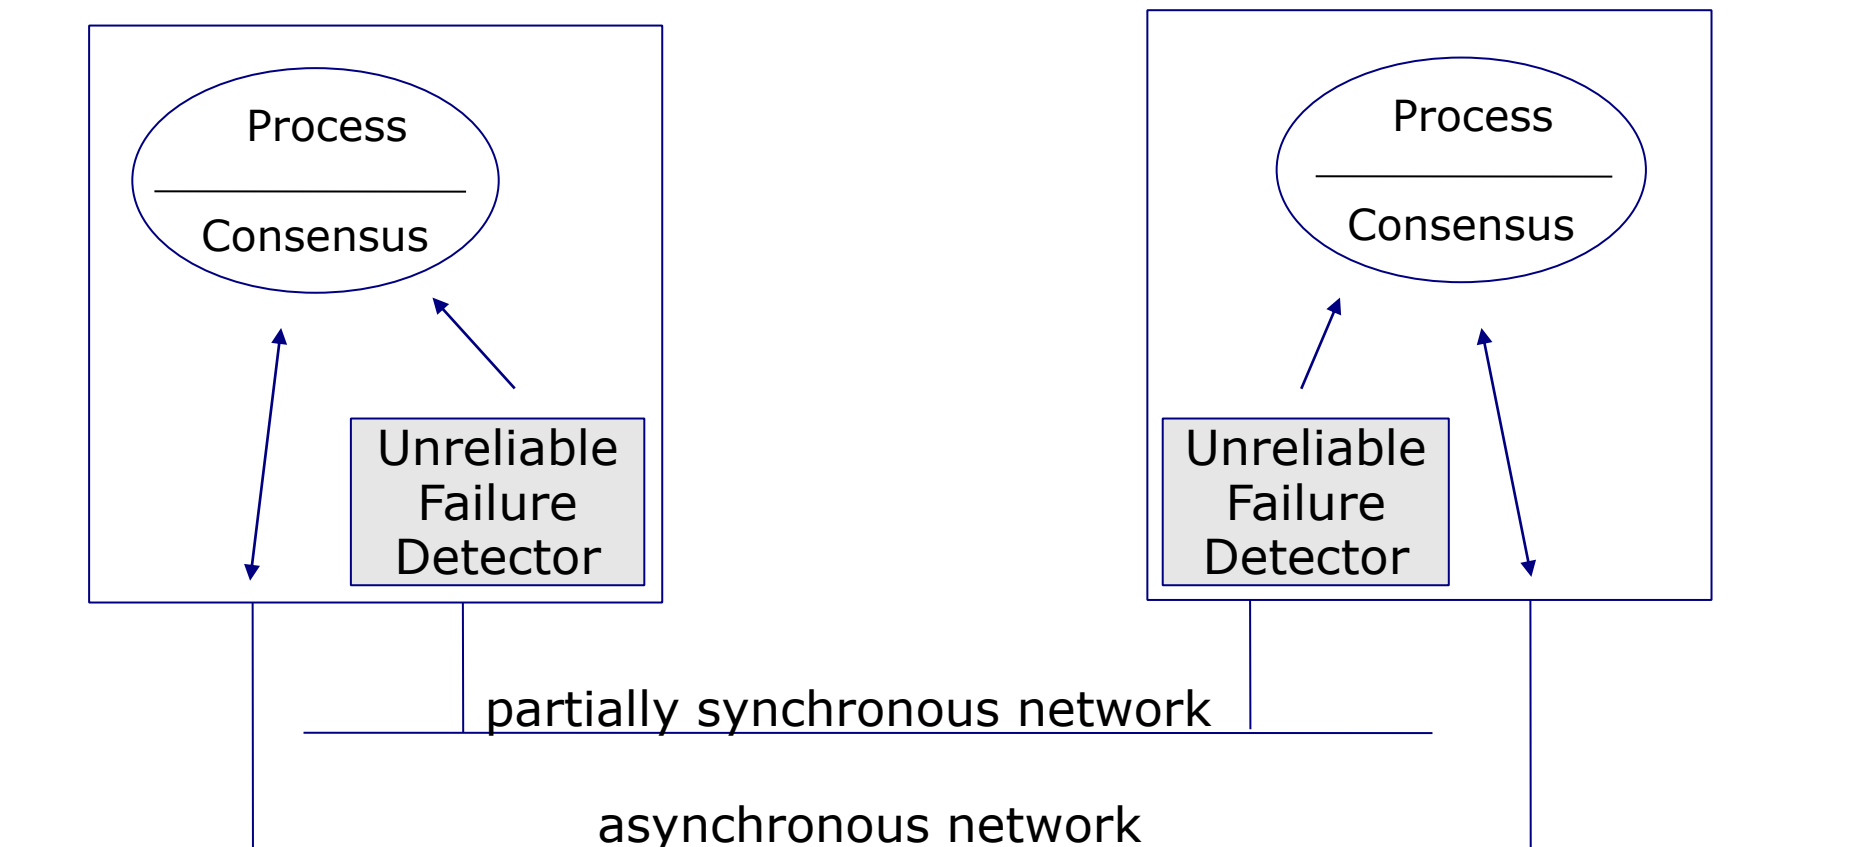 Process
Consensus
Unreliable
Failure
Detector
Process
Consensus
Unreliable
Failure
Detector
partially synchronous network
asynchronous network